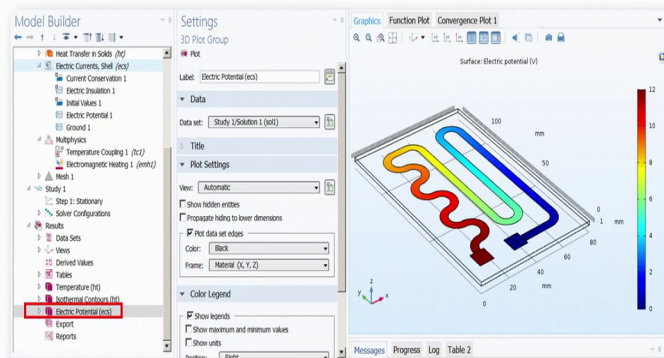 Model Builder
Heat Transfer in Solids (ht)
Electric Currents, Shell (ecs)
Current Conservation 1
Electric Insulation 1
Initial Values 1
Electric Potential 1
Ground 1
Multiphysics
Temperature Coupling 1 (tc1)
Electromagnetic Heating 1 (emh1)
Mesh 1
Study 1
Step 1: Stationary
Solver Configurations
Results
Data Sets
Views
Derived Values
Tables
Temperature (ht)
Isothermal Contours (ht)
Electric Potential (ecs)
Export
Reports
Settings
3D Plot Group
Plot
Label: Electric Potential (ecs)
Data
Data set: Study 1/Solution 1 (sol1)
Title
Plot Settings
View: Automatic
Show hidden entities
Propagate hiding to lower dimensions
Plot data set edges
Color: Black
Frame: Material (X, Y, Z)
Color Legend
Show legends
Show maximum and minimum values
Show units
Position: Right
Graphics Function Plot Convergence Plot 1
Surface: Electric potential (V)
100
mm
50
0
1 mm
80
60
40
mm
20
0
z
y x
12
10
8
6
4
2
0
Messages Progress Log Table 2